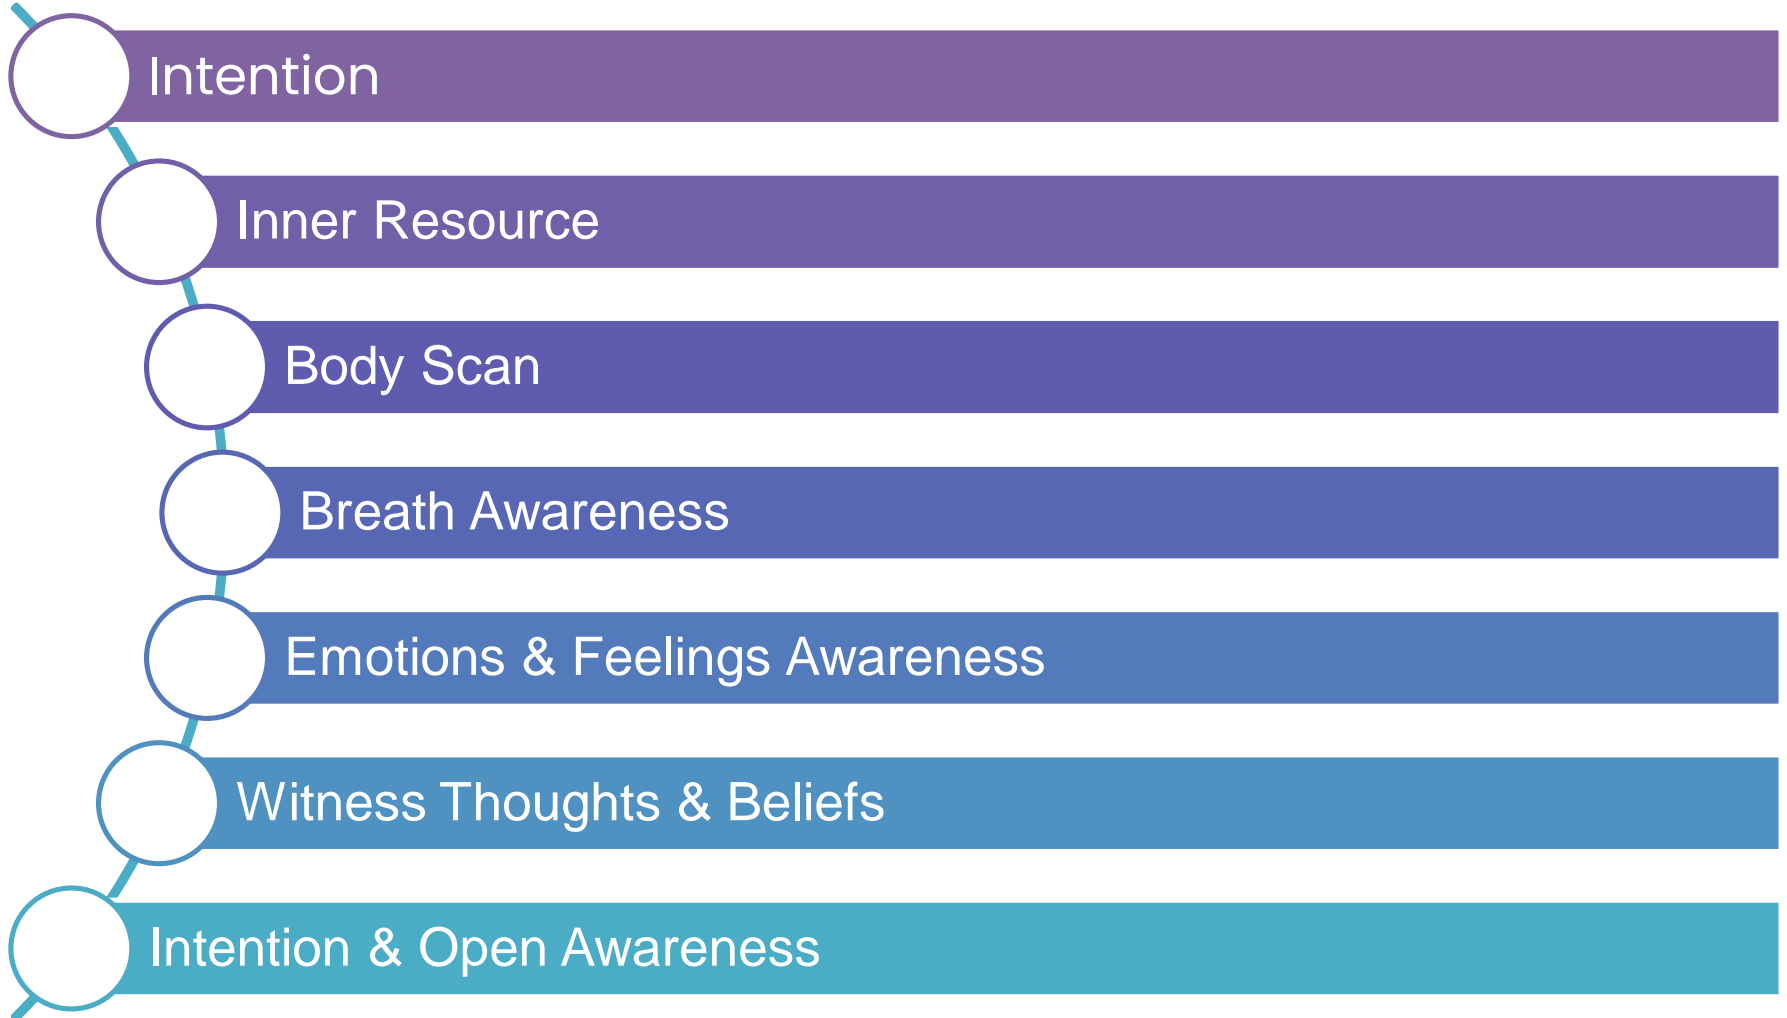 Intention
Inner Resource
Body Scan
Breath Awareness
Emotions & Feelings Awareness
Witness Thoughts & Beliefs
Intention & Open Awareness